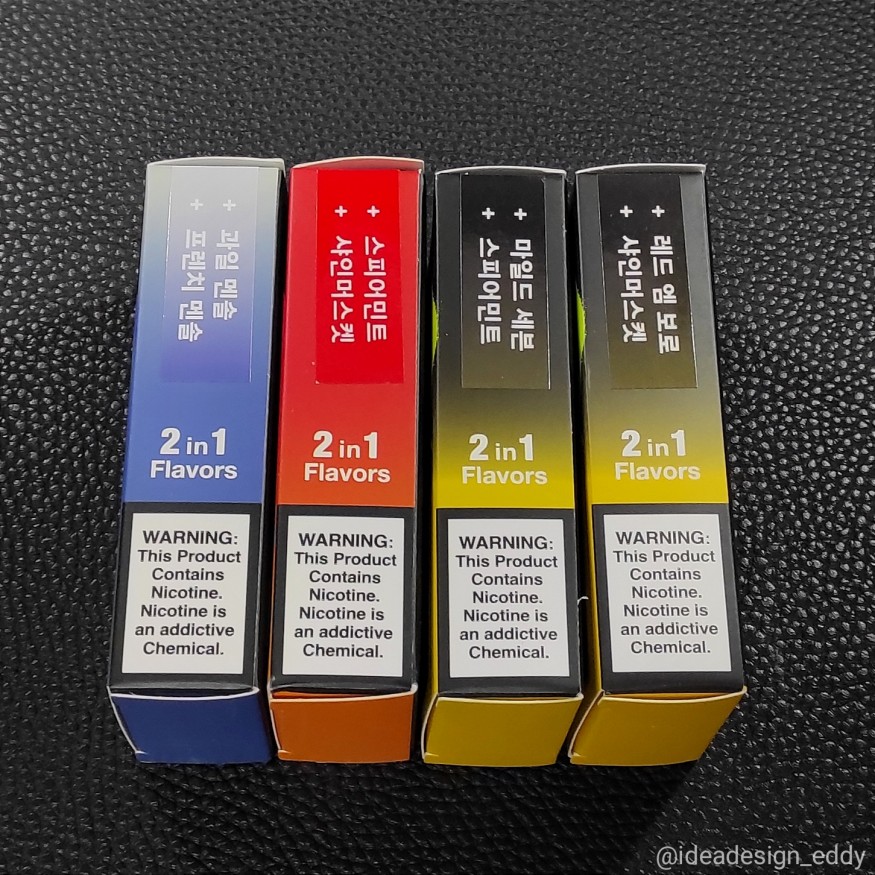 + 과일 멘솔
+ 프렌치 멘솔
2 in 1
Flavors
WARNING:
This Product
Contains
Nicotine.
Nicotine is
an addictive
Chemical.
+ 스피어민트
+ 샤인머스켓
2 in 1
Flavors
WARNING:
This Product
Contains
Nicotine.
Nicotine is
an addictive
Chemical.
+ 마일드 세븐
+ 스피어민트
2 in 1
Flavors
WARNING:
This Product
Contains
Nicotine.
Nicotine is
an addictive
Chemical.
+ 레드 엠 보로
+ 샤인머스켓
2 in 1
Flavors
WARNING:
This Product
Contains
Nicotine.
Nicotine is
an addictive
Chemical.
@ideadesign_eddy